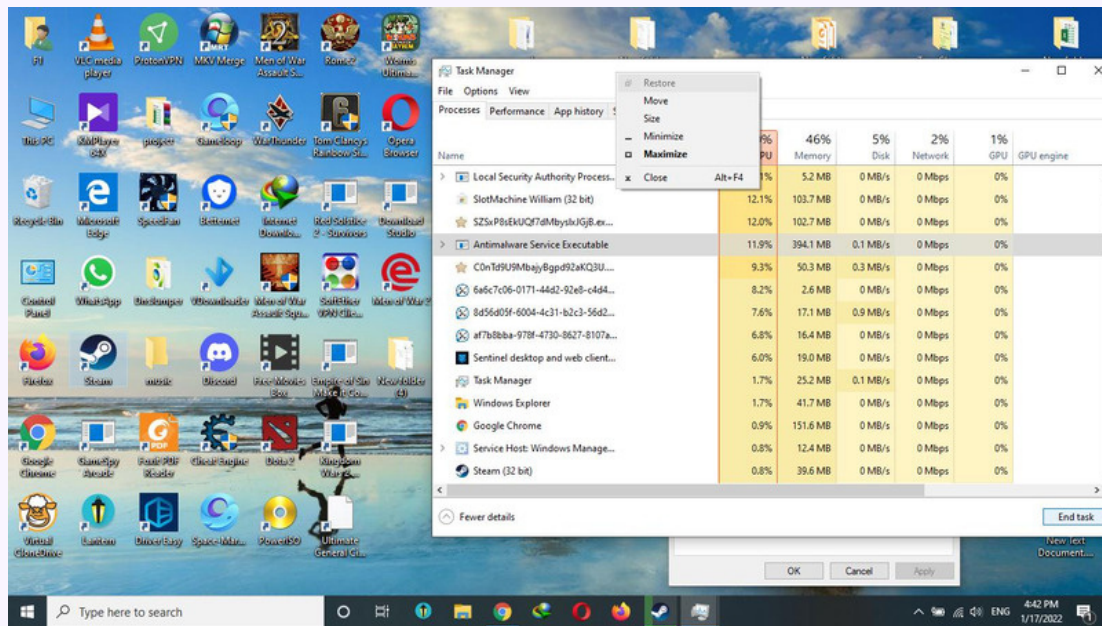 F1
VLC media player
ProtonVPN
MKV Merge
Men of War Assault S...
Rome2
Worms Ultima...
This PC
KMPlayer 64X
project
Gameloop
WarThunder
Tom Clancys Rainbow Si...
Opera Browser
Recycle Bin
Microsoft Edge
SpeedFan
Betternet
Internet Downlo...
Red Solstice 2 - Survivors
Download Studio
Control Panel
WhatsApp
VDownloader
Men of War Assault Squ...
SoftEther VPN Clie...
Men of War 2
Firefox
Steam
music
Discord
Free Movies Box
Empire of Sin Make It Co...
New folder (4)
Google Chrome
GameSpy Arcade
Foxit PDF Reader
Cheat Engine
Dota 2
Kingdom Wars 2...
Virtual CloneDrive
Lantern
Driver Easy
PowerISO
Ultimate General Ci...
Task Manager
File Options View
Processes Performance App history S
Restore
Move
Size
Minimize
Maximize
Close Alt+F4
46% 5% 2% 1%
Name Memory Disk Network GPU GPU engine
Local Security Authority Process... 5.2 MB 0 MB/s 0 Mbps 0%
SlotMachine William (32 bit) 12.1% 103.7 MB 0 MB/s 0 Mbps 0%
12.0% 102.7 MB 0 MB/s 0 Mbps 0%
Antimalware Service Executable 11.9% 394.1 MB 0.1 MB/s 0 Mbps 0%
9.3% 50.3 MB 0.3 MB/s 0 Mbps 0%
6a6c7c06-0171-44d2-92e8-c4d4... 8.2% 2.6 MB 0 MB/s 0 Mbps 0%
8d56d05f-6004-4c31-b2c3-56d2... 7.6% 17.1 MB 0.9 MB/s 0 Mbps 0%
af7b8bba-978f-4730-8627-8107a... 6.8% 16.4 MB 0 MB/s 0 Mbps 0%
Sentinel desktop and web client... 6.0% 19.0 MB 0 MB/s 0 Mbps 0%
Task Manager 1.7% 25.2 MB 0.1 MB/s 0 Mbps 0%
Windows Explorer 1.7% 41.7 MB 0 MB/s 0 Mbps 0%
Google Chrome 0.9% 151.6 MB 0 MB/s 0 Mbps 0%
Service Host: Windows Manage... 0.8% 12.4 MB 0 MB/s 0 Mbps 0%
Steam (32 bit) 0.8% 39.6 MB 0 MB/s 0 Mbps 0%
Fewer details End task
New Text Document....
OK Cancel Apply
Type here to search
ENG
4:42 PM
1/17/2022